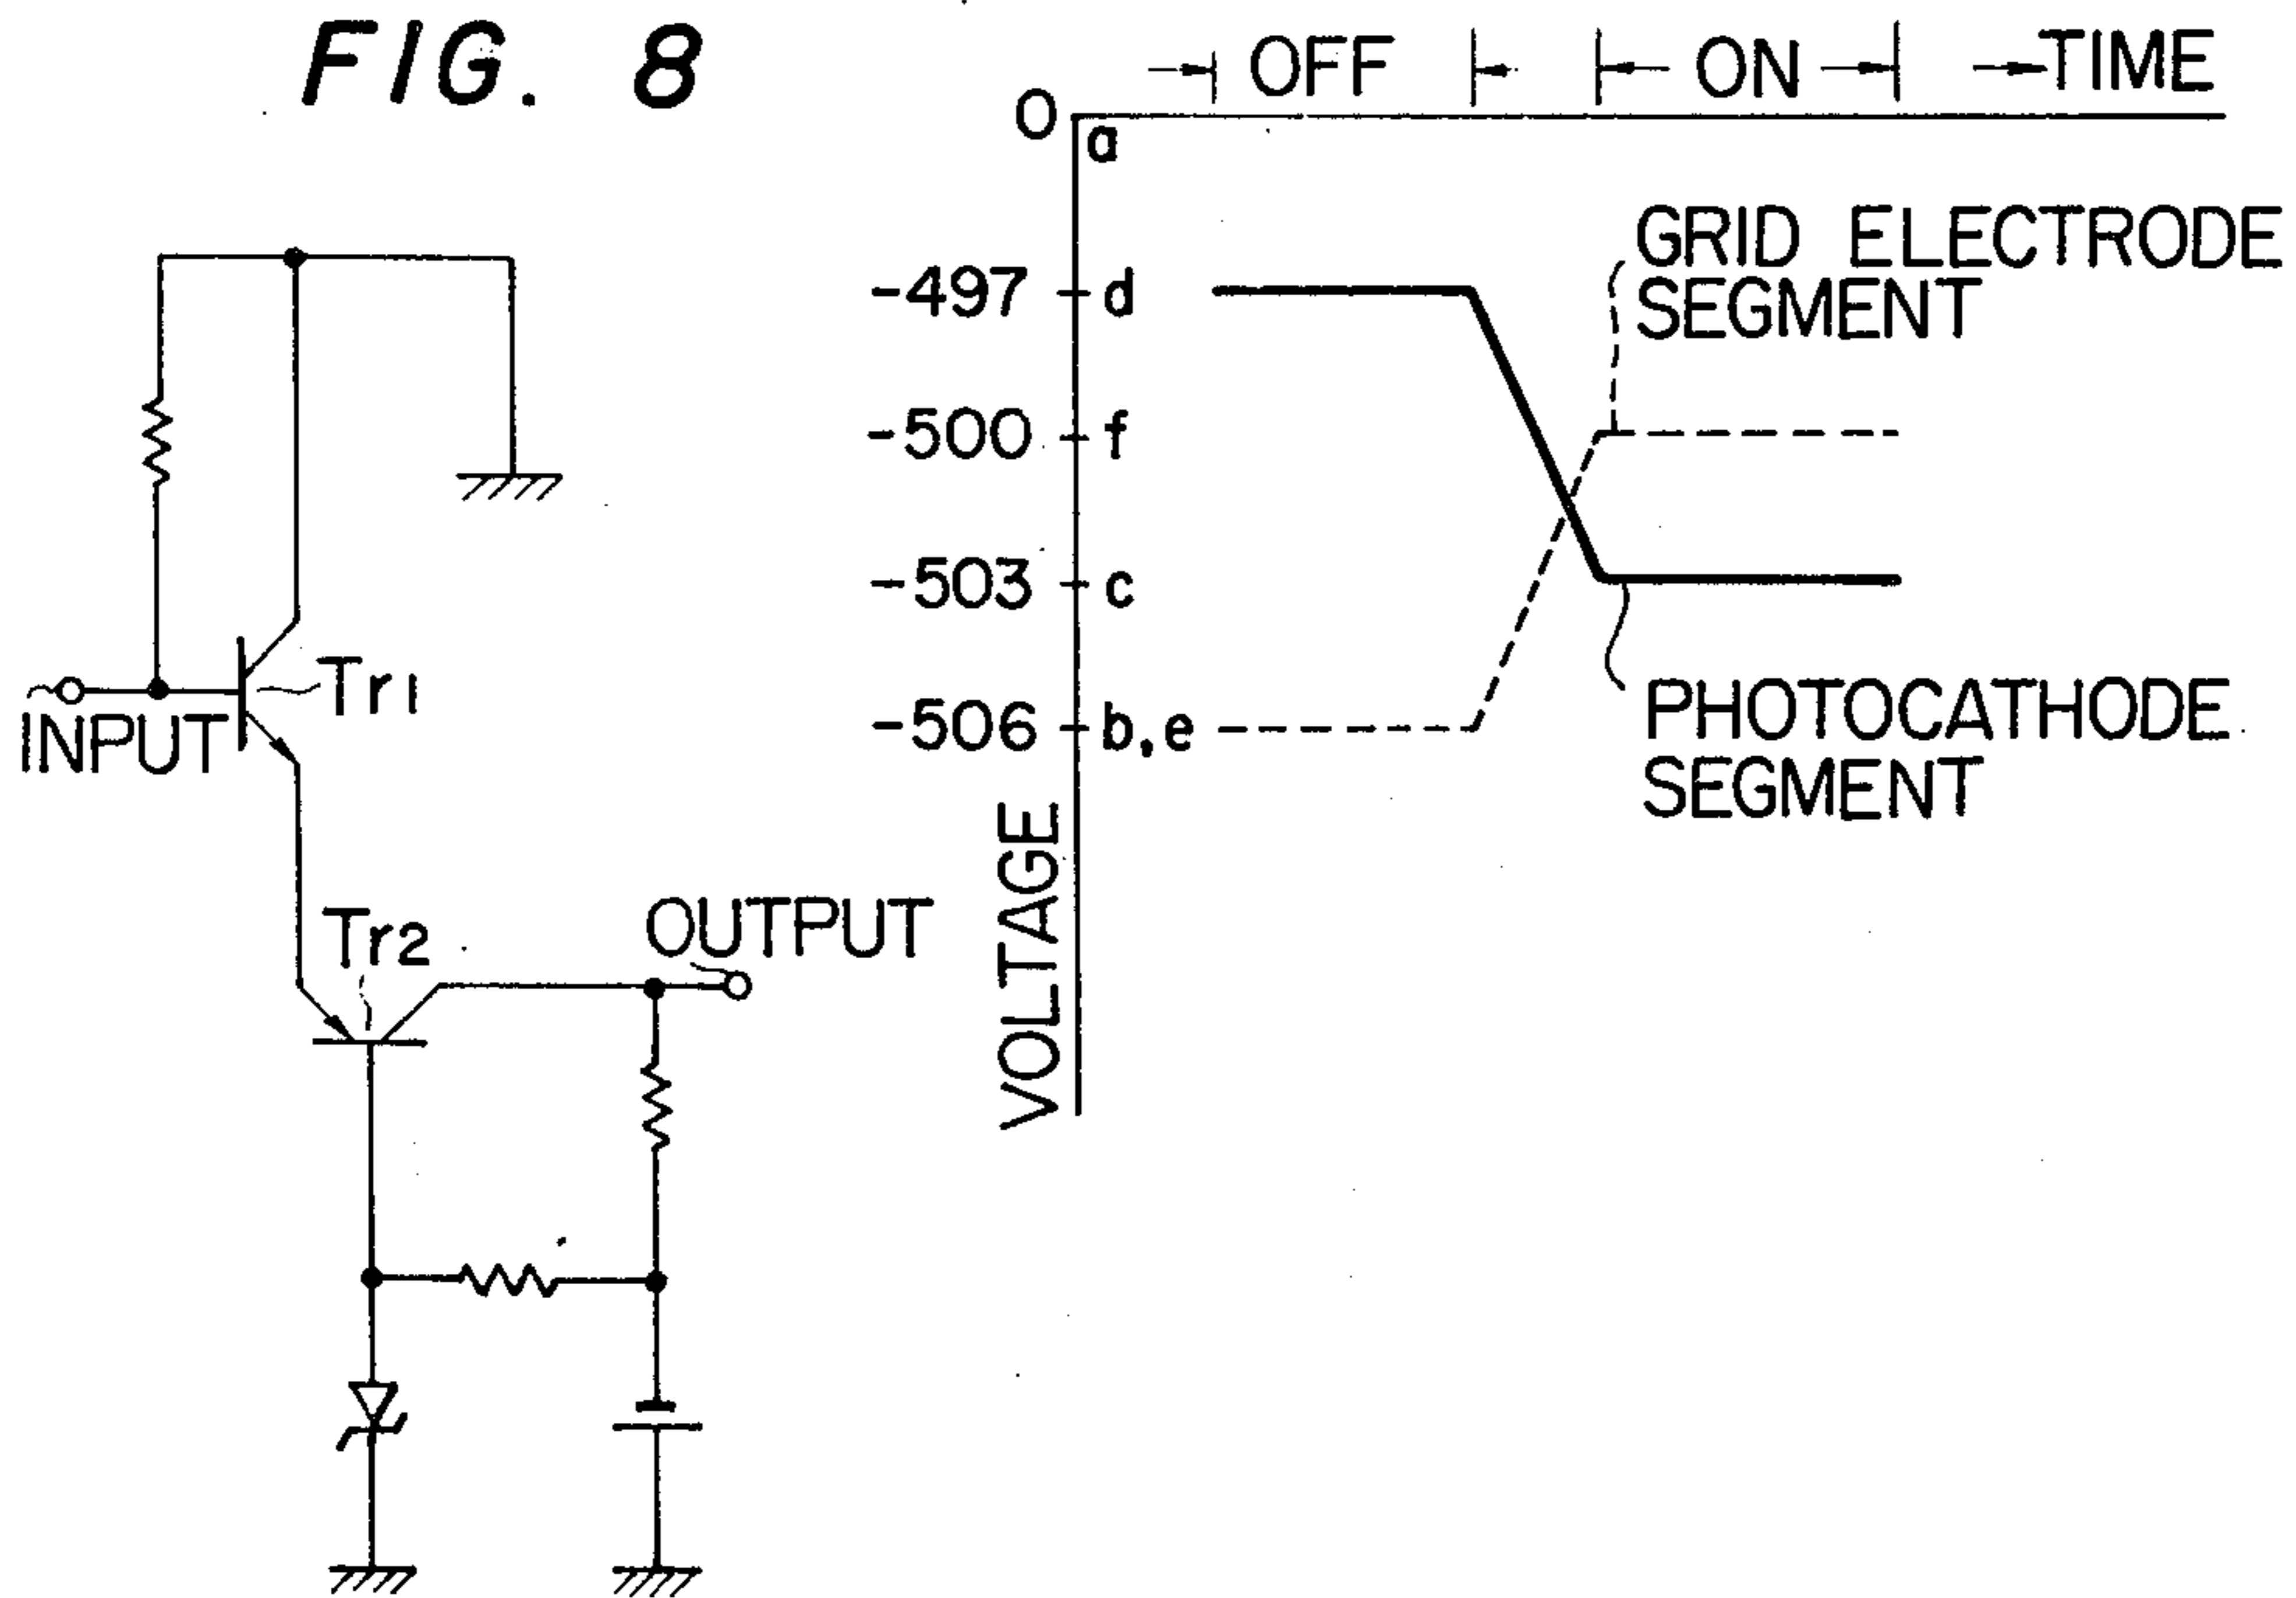 FIG. 8
OFF
ON
TIME
0
a
GRID ELECTRODE
SEGMENT
-497
d
-500
f
-503
c
-506
b,e
PHOTOCATHODE
SEGMENT
VOLTAGE
Tr1
INPUT
Tr2
OUTPUT